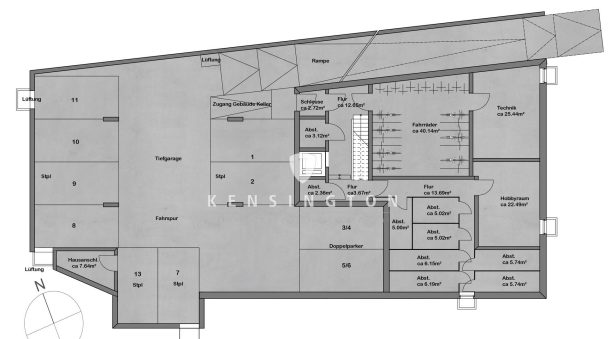 Lüftung
Rampe
Lüftung
11
Zugang Gebäude Keller
Schleuse
ca 2.72m²
Flur
ca 12.65m²
Technik
ca 25.44m²
Fahrräder
ca 40.14m²
Abst.
ca 3.12m²
10
Tiefgarage
1
Stpl
9
Stpl
2
Abst.
ca 2.36m²
Flur
ca 3.67m²
Flur
ca 13.69m²
Hobbyraum
ca 22.49m²
KENSINGTON
Abst.
ca 5.02m²
Abst.
5.00m²
Abst.
ca 5.02m²
8
Fahrspur
3/4
Doppelparker
5/6
Hausanschl.
ca 7.64m²
Lüftung
13
Stpl
7
Stpl
Abst.
ca 6.15m²
Abst.
ca 5.74m²
Abst.
ca 6.19m²
Abst.
ca 5.74m²
N